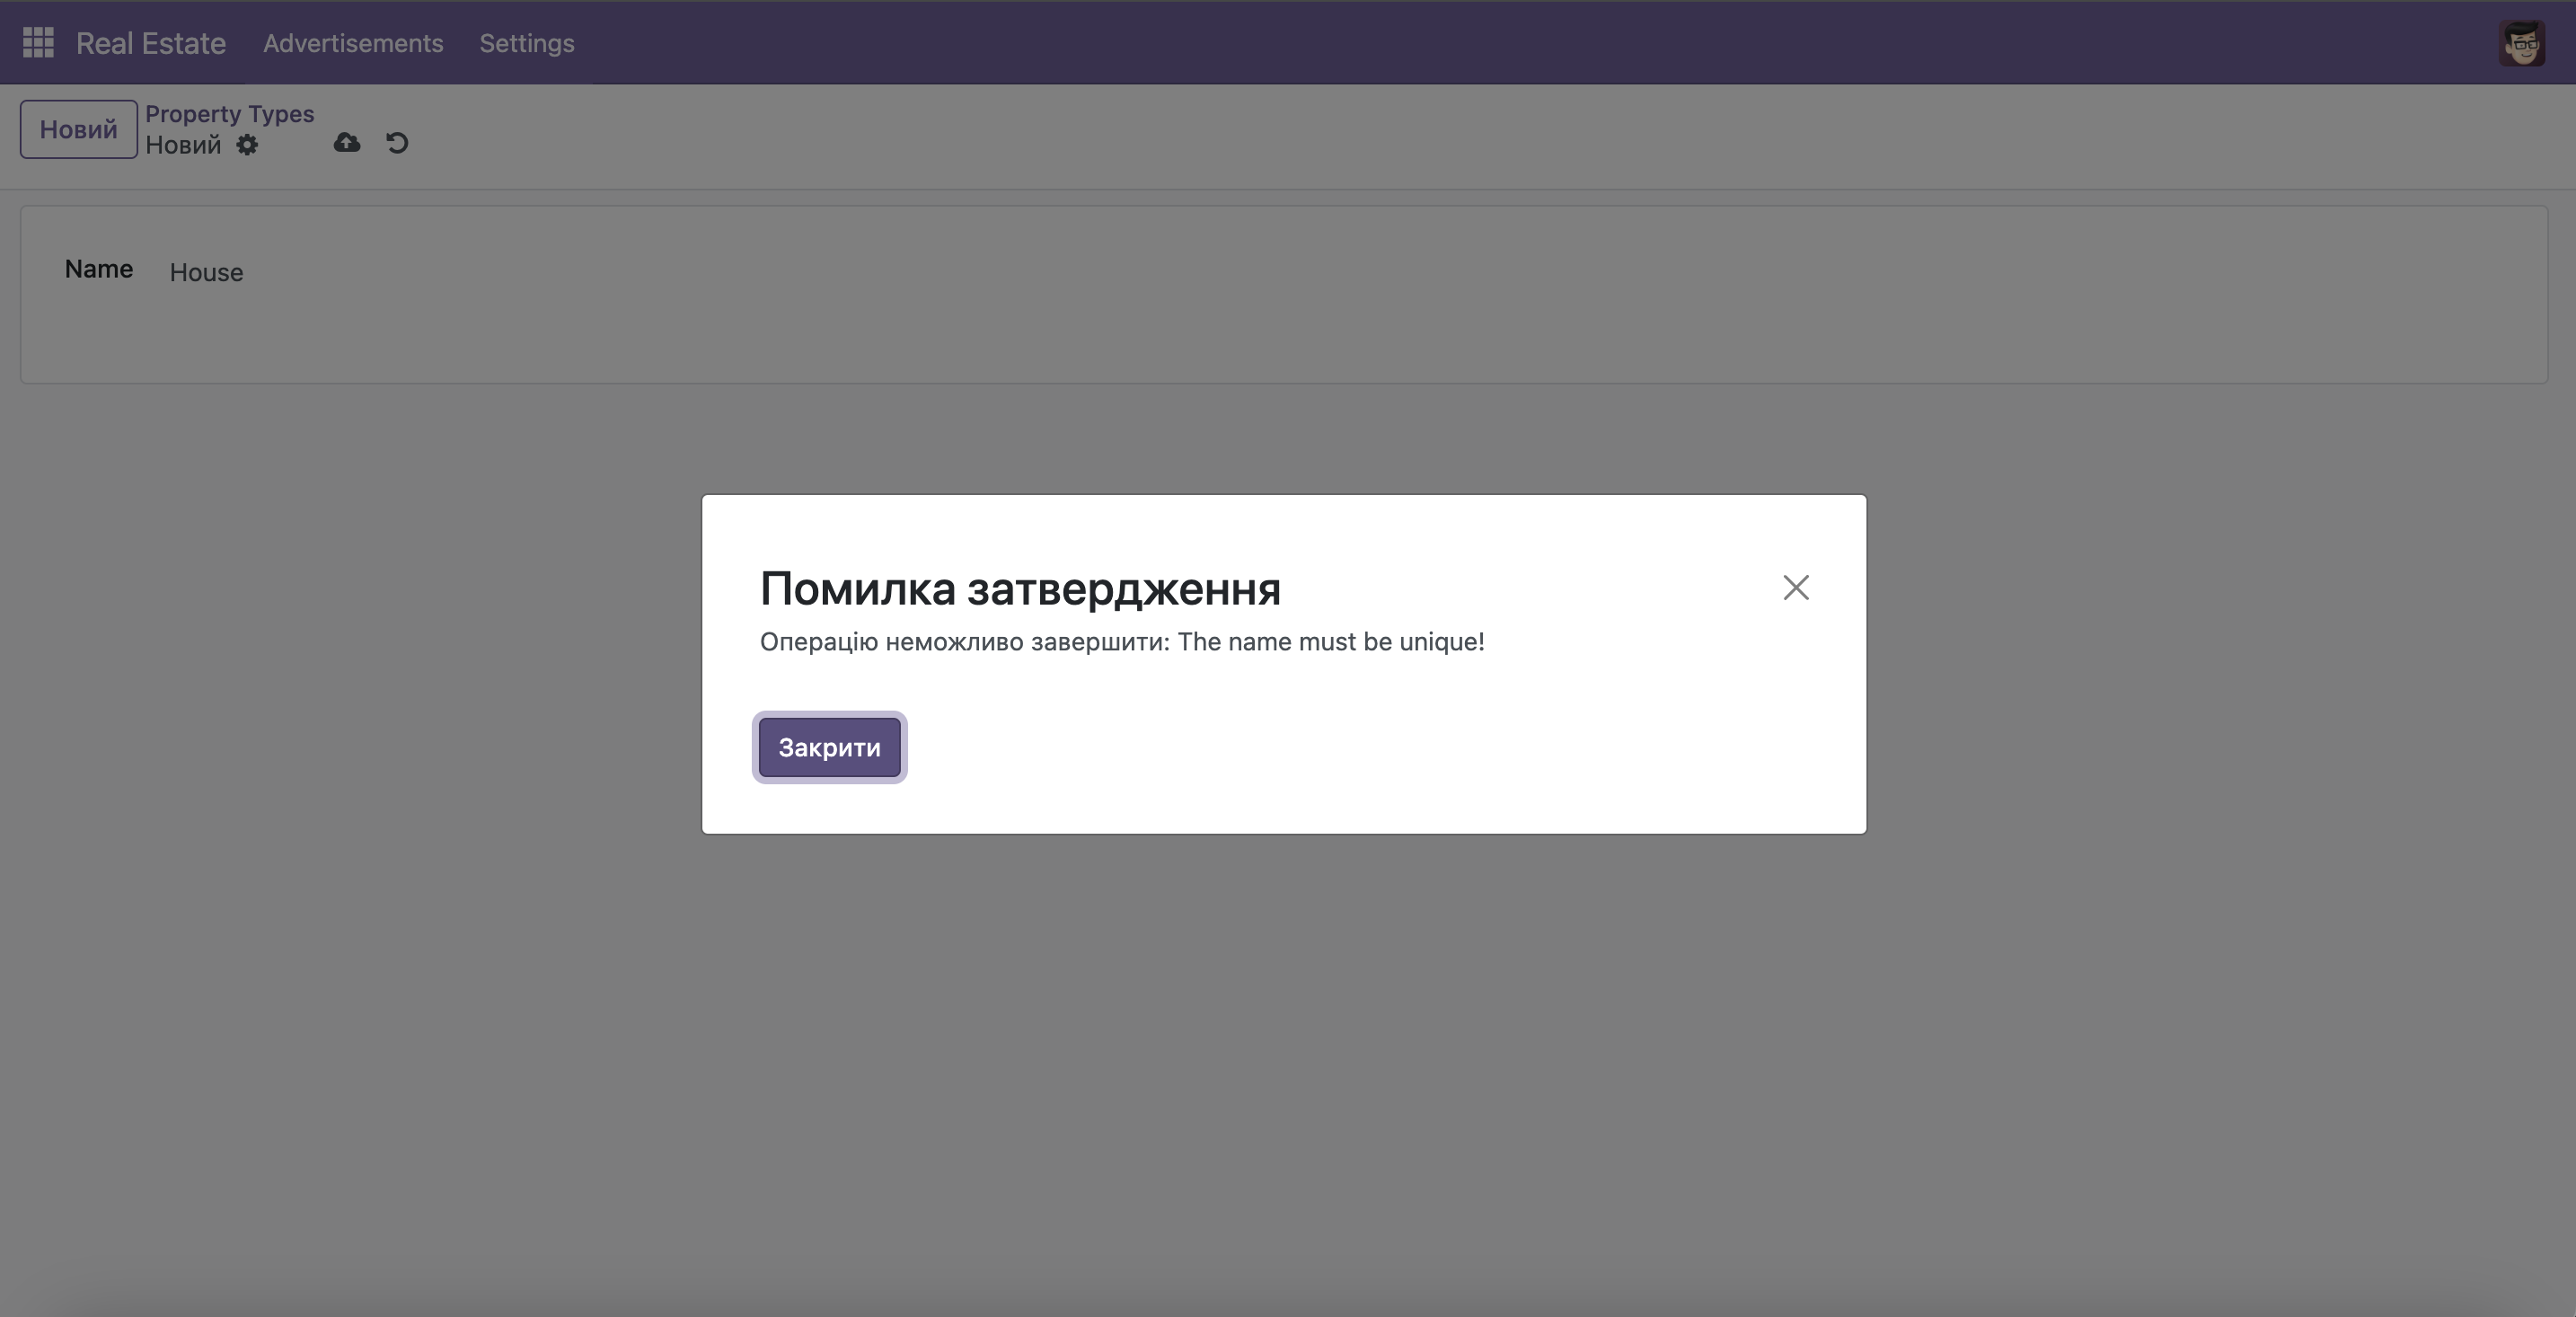 Real Estate Advertisements Settings
Новий
Property Types
Новий
Name House
Помилка затвердження
Операцію неможливо завершити: The name must be unique!
Закрити